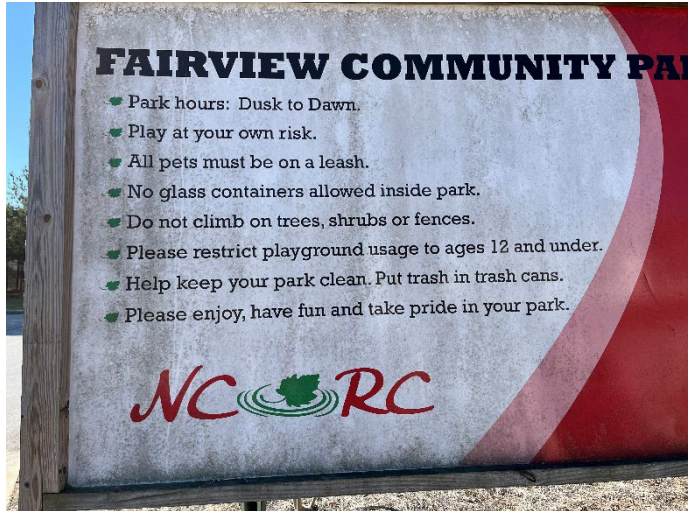 FAIRVIEW COMMUNITY
Park hours: Dusk to Dawn.
Play at your own risk.
All pets must be on a leash.
No glass containers allowed inside park.
Do not climb on trees, shrubs or fences.
Please restrict playground usage to ages 12 and under.
Help keep your park clean. Put trash in trash cans.
Please enjoy, have fun and take pride in your park.
NC RC